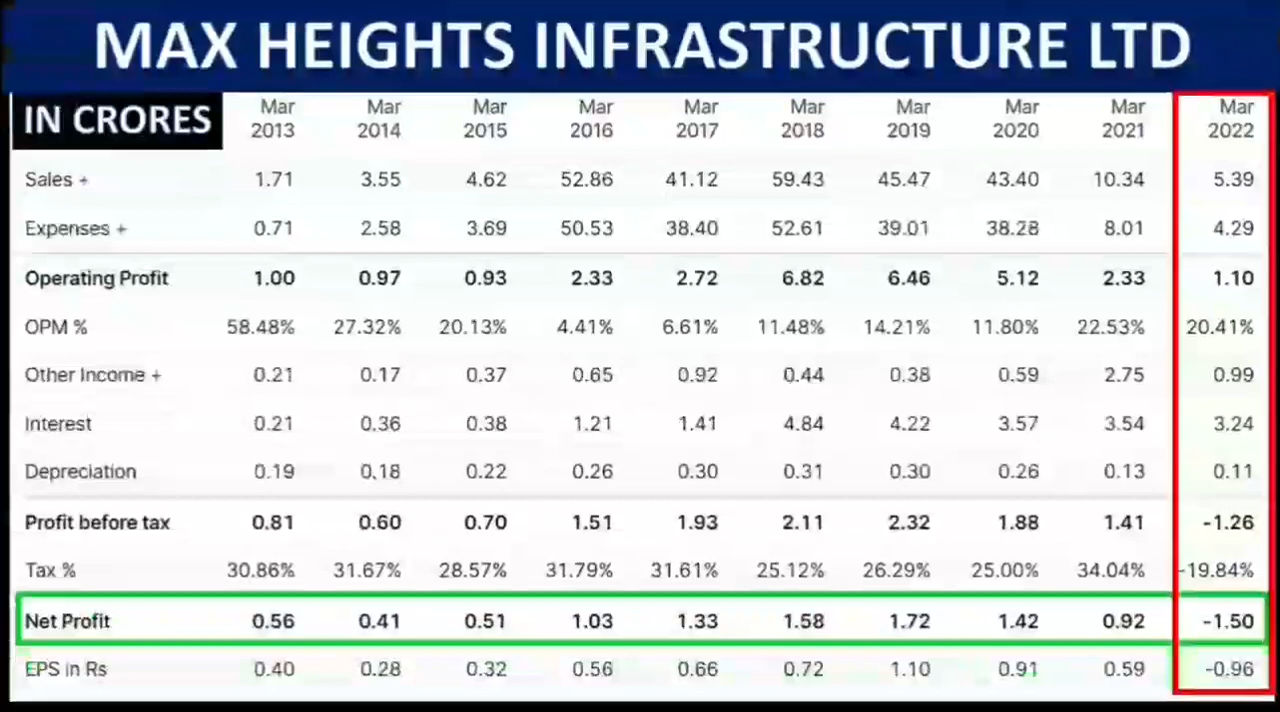 MAX HEIGHTS INFRASTRUCTURE LTD
IN CRORES Mar 2013 Mar 2014 Mar 2015 Mar 2016 Mar 2017 Mar 2018 Mar 2019 Mar 2020 Mar 2021 Mar 2022
Sales + 1.71 3.55 4.62 52.86 41.12 59.43 45.47 43.40 10.34 5.39
Expenses + 0.71 2.58 3.69 50.53 38.40 52.61 39.01 38.28 8.01 4.29
Operating Profit 1.00 0.97 0.93 2.33 2.72 6.82 6.46 5.12 2.33 1.10
OPM % 58.48% 27.32% 20.13% 4.41% 6.61% 11.48% 14.21% 11.80% 22.53% 20.41%
Other Income + 0.21 0.17 0.37 0.65 0.92 0.44 0.38 0.59 2.75 0.99
Interest 0.21 0.36 0.38 1.21 1.41 4.84 4.22 3.57 3.54 3.24
Depreciation 0.19 0.18 0.22 0.26 0.30 0.31 0.30 0.26 0.13 0.11
Profit before tax 0.81 0.60 0.70 1.51 1.93 2.11 2.32 1.88 1.41 -1.26
Tax % 30.86% 31.67% 28.57% 31.79% 31.61% 25.12% 26.29% 25.00% 34.04% -19.84%
Net Profit 0.56 0.41 0.51 1.03 1.33 1.58 1.72 1.42 0.92 -1.50
EPS in Rs 0.40 0.28 0.32 0.56 0.66 0.72 1.10 0.91 0.59 -0.96